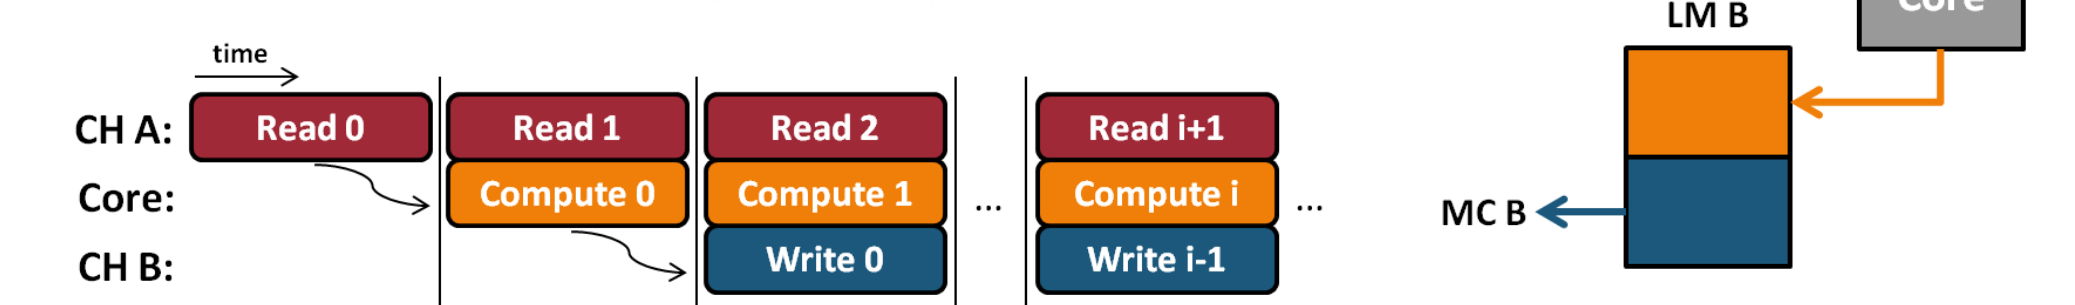 time
CH A:
Read 0
Read 1
Read 2
Read i+1
Core:
Compute 0
Compute 1
...
Compute i
...
CH B:
Write 0
Write i-1
Core
LM B
MC B